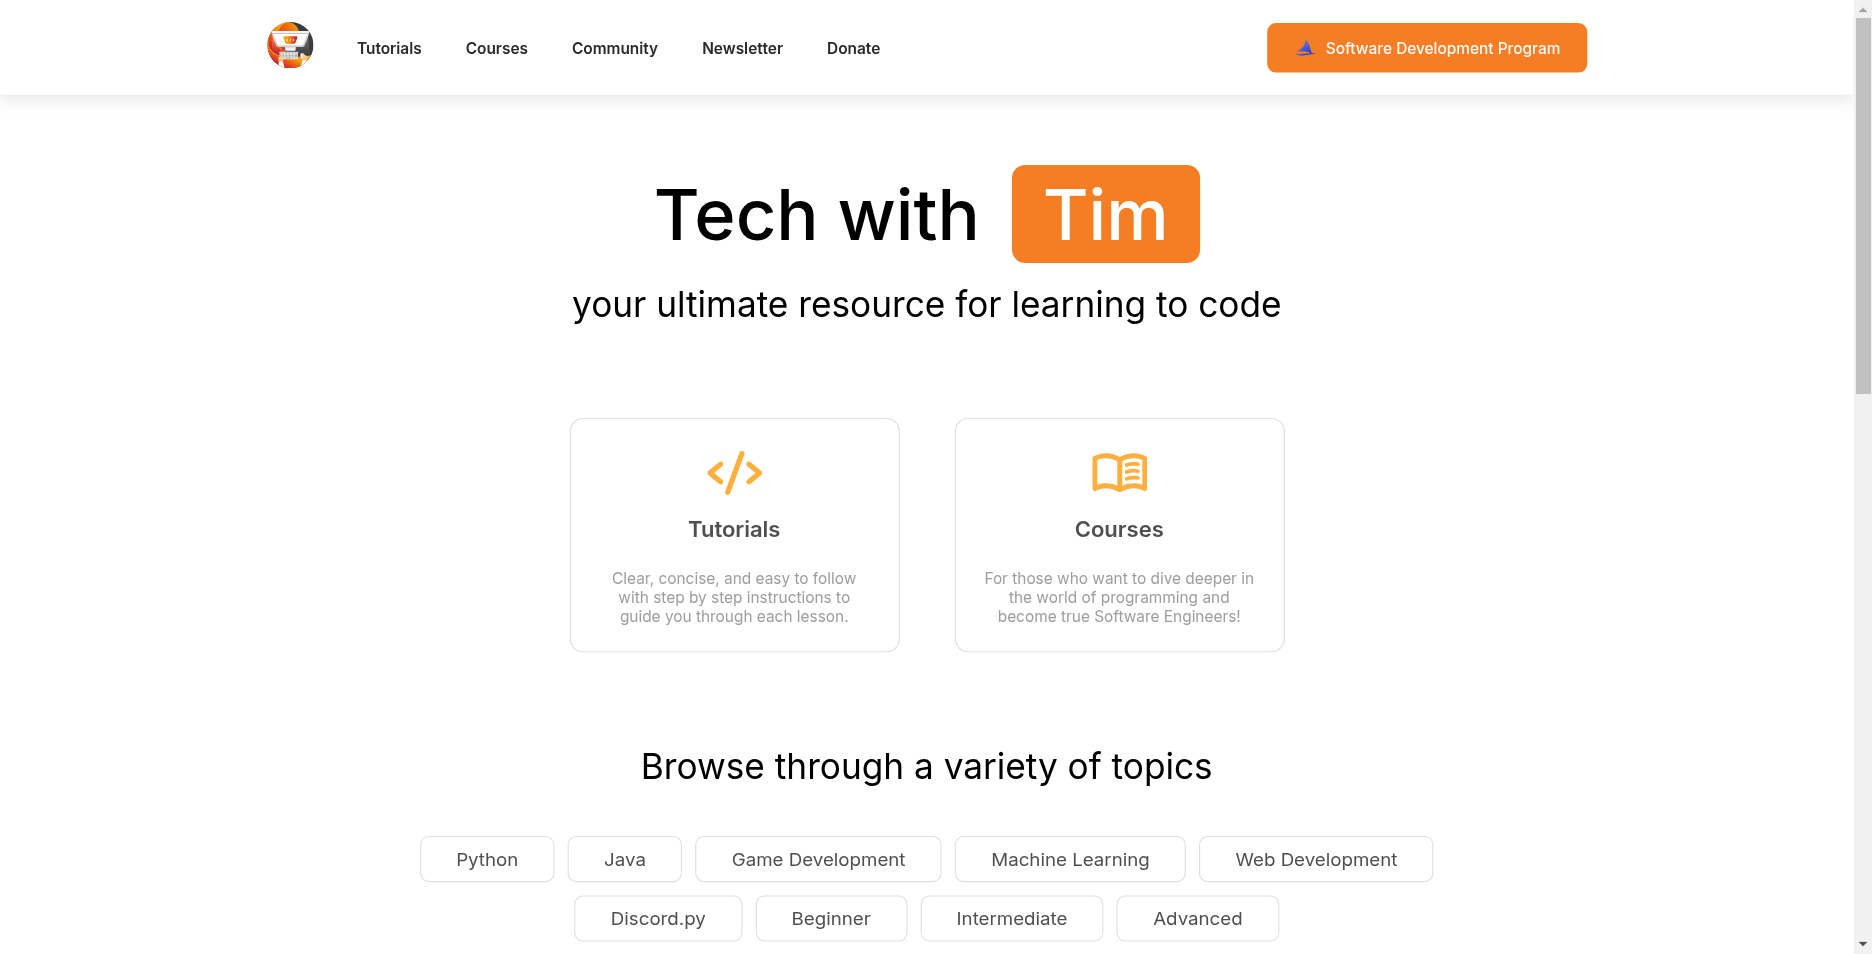 Tutorials Courses Community Newsletter Donate Software Development Program
Tech with Tim
your ultimate resource for learning to code
Tutorials
Clear, concise, and easy to follow
with step by step instructions to
guide you through each lesson.
Courses
For those who want to dive deeper in
the world of programming and
become true Software Engineers!
Browse through a variety of topics
Python Java Game Development Machine Learning Web Development
Discord.py Beginner Intermediate Advanced